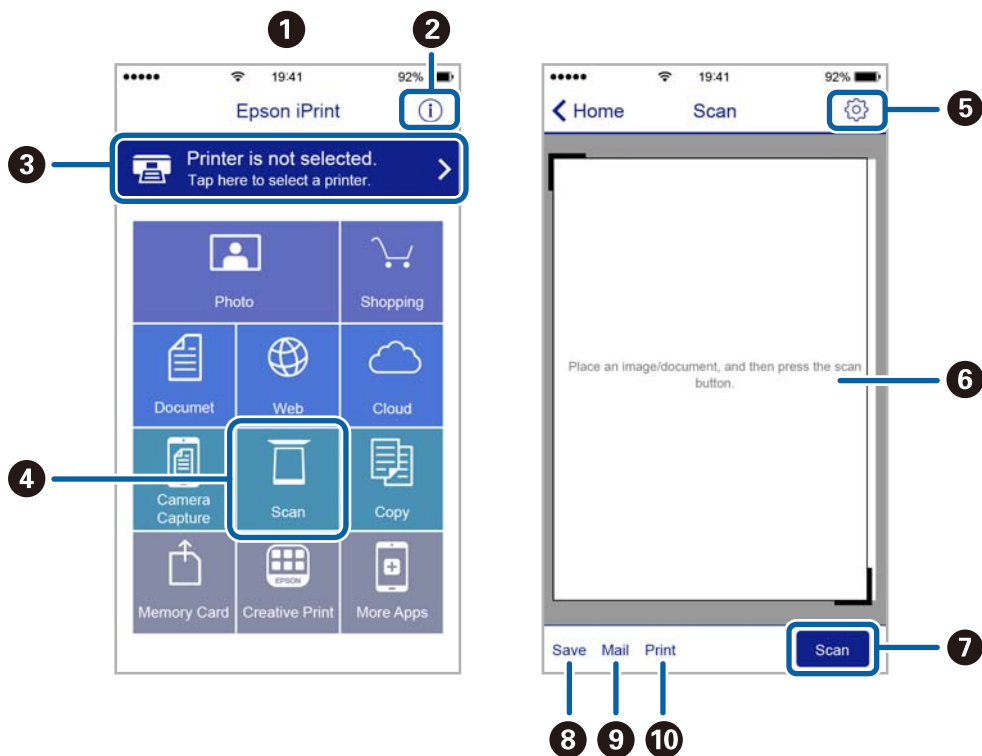 1
2
19:41
92%
Epson iPrint
i
3
Printer is not selected.
Tap here to select a printer.
Photo
Shopping
Documet
Web
Cloud
4
Camera
Capture
Scan
Copy
EPSON
Memory Card
Creative Print
More Apps
19:41
92%
Home
Scan
5
Place an image/document, and then press the scan
button.
6
Save
Mail
Print
Scan
7
8
9
10